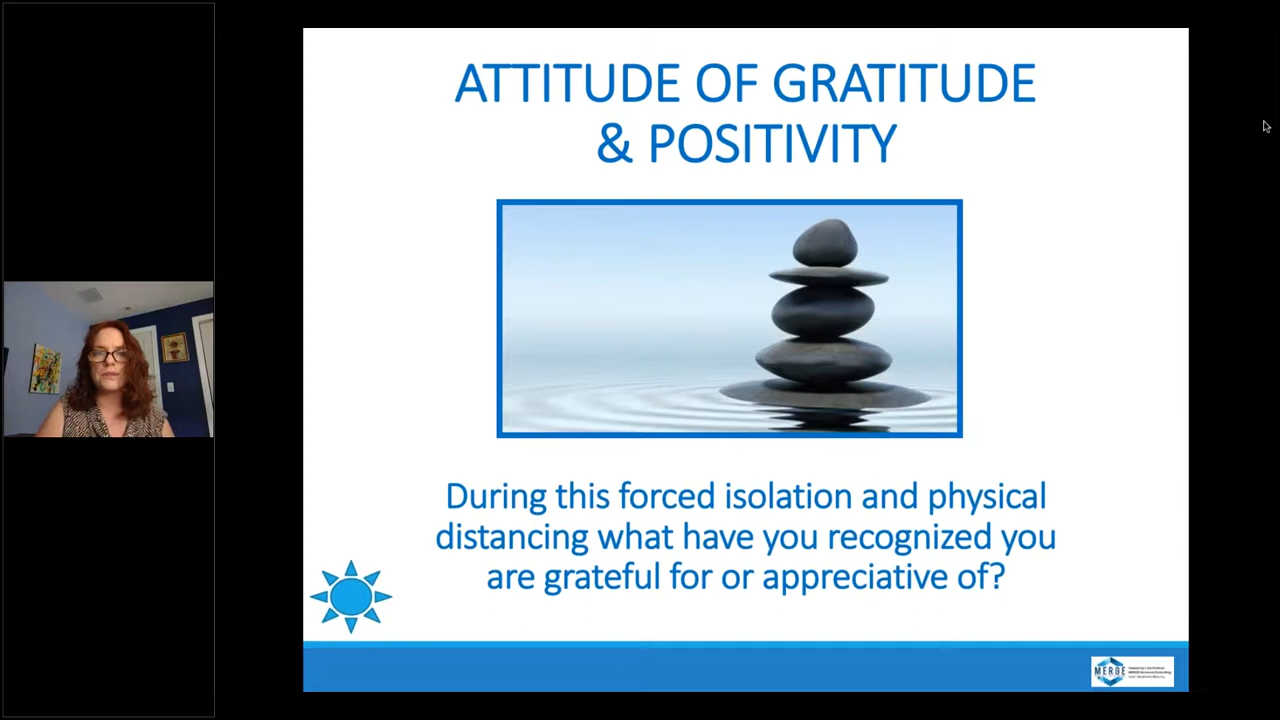 ATTITUDE OF GRATITUDE
& POSITIVITY
During this forced isolation and physical
distancing what have you recognized you
are grateful for or appreciative of?
MERGE